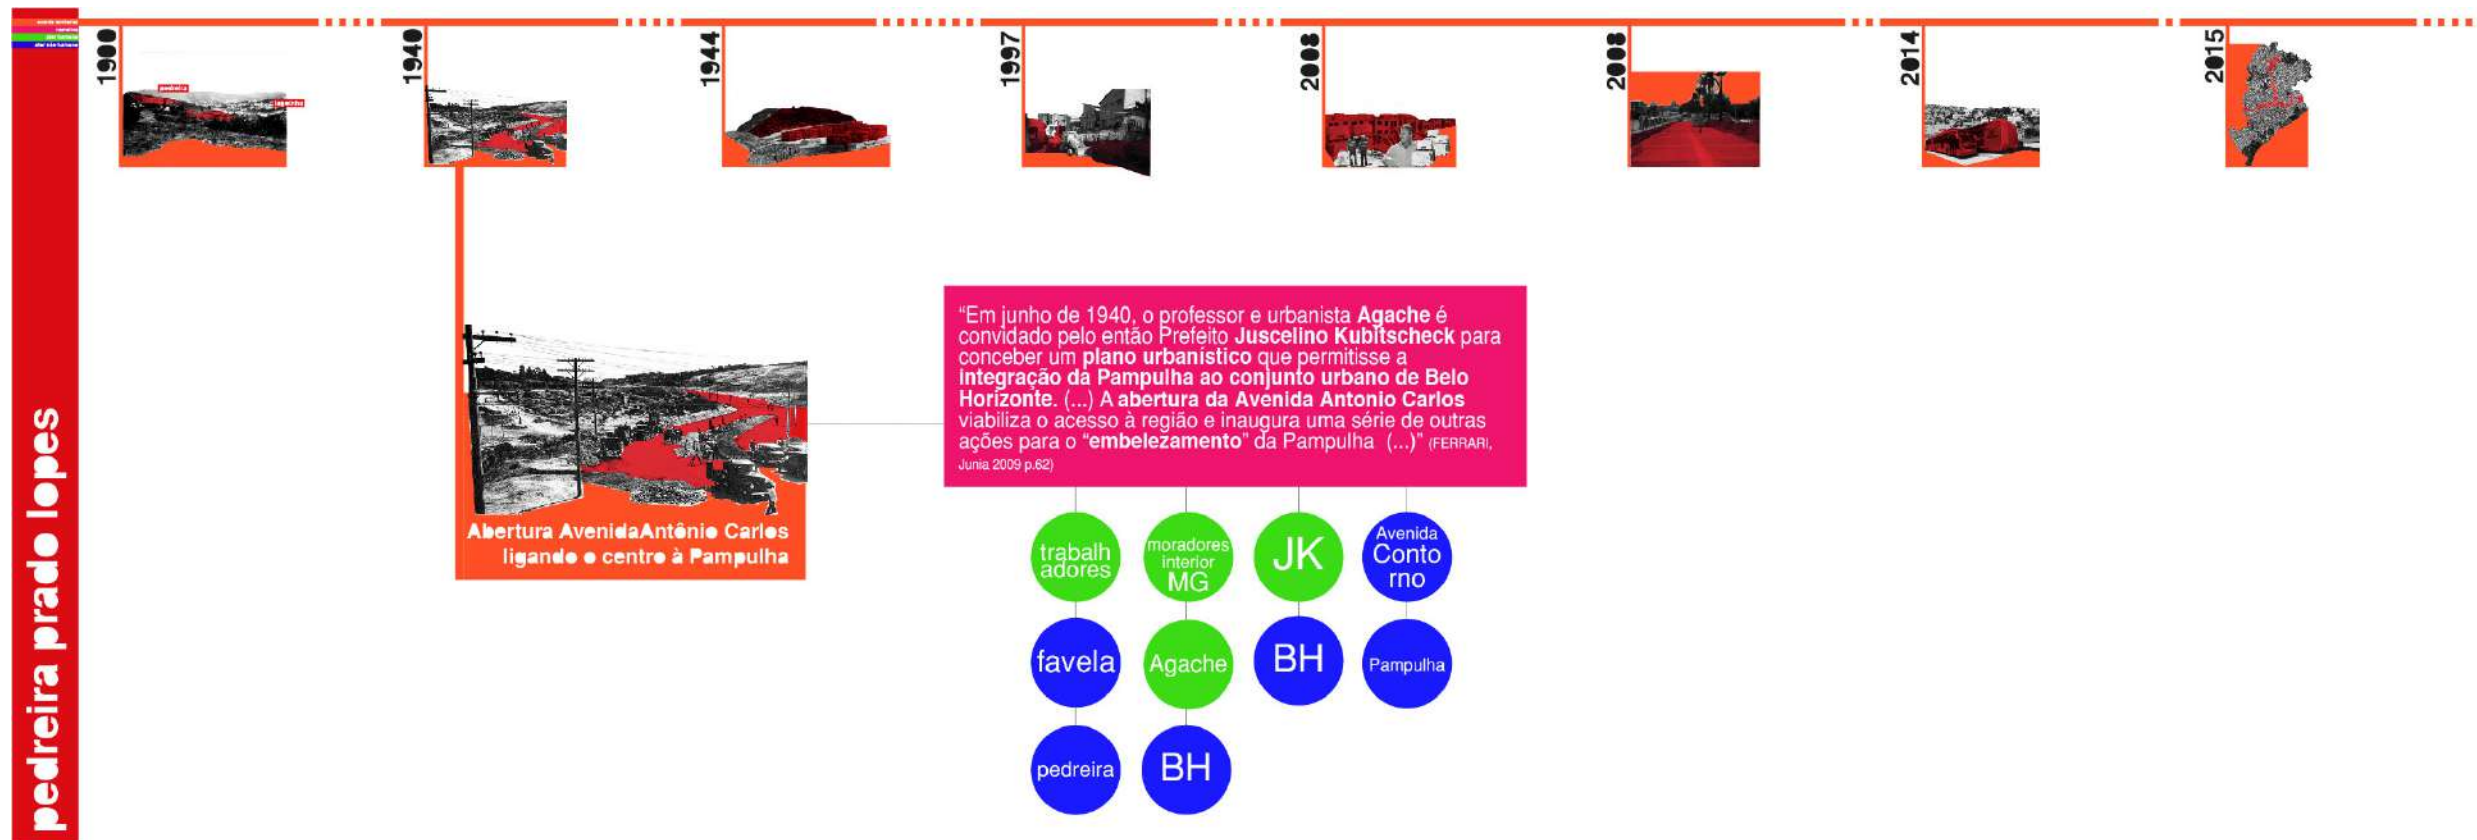 pedreira prado lopes
1900
1940
1944
1997
2008
2008
2014
2015
pedreira
lagoinha
Abertura AvenidaAntônio Carlos
ligando o centro à Pampulha
“Em junho de 1940, o professor e urbanista Agache é
convidado pelo então Prefeito Juscelino Kubitscheck para
conceber um plano urbanístico que permitisse a
integração da Pampulha ao conjunto urbano de Belo
Horizonte. (...) A abertura da Avenida Antonio Carlos
viabiliza o acesso à região e inaugura uma série de outras
ações para o “embelezamento” da Pampulha (...)” (FERRARI,
Junia 2009 p.62)
trabalh
adores
moradores
interior
MG
JK
Avenida
Conto
rno
favela
Agache
BH
Pampulha
pedreira
BH